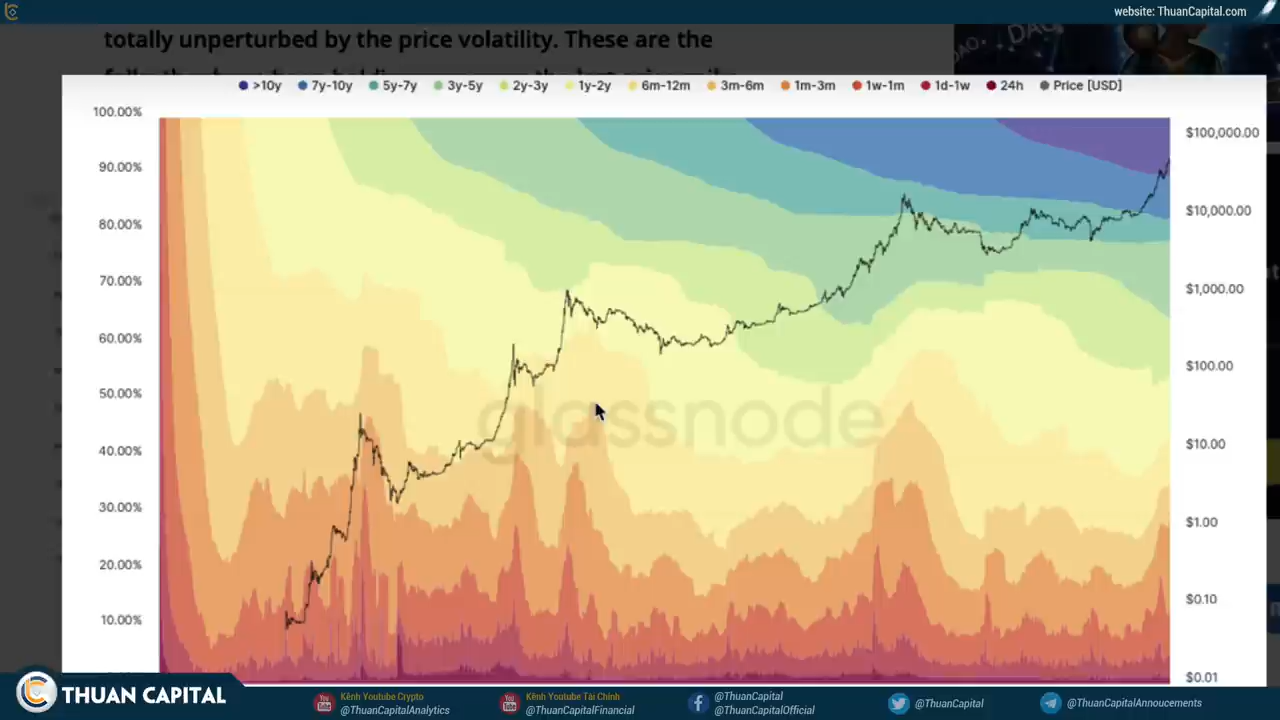 website: ThuanCapital.com
totally unperturbed by the price volatility. These are the
DAO.
DAO
>10y 7y-10y 5y-7y 3y-5y 2y-3y 1y-2y 6m-12m 3m-6m 1m-3m 1w-1m 1d-1w 24h Price [USD]
100.00%
90.00%
80.00%
70.00%
60.00%
50.00%
40.00%
30.00%
20.00%
10.00%
$100,000.00
$10,000.00
$1,000.00
$100.00
$10.00
$1.00
$0.10
$0.01
glassnode
THUAN CAPITAL
Kênh Youtube Crypto
@ThuanCapitalAnalytics
Kênh Youtube Tài Chính
@ThuanCapitalFinancial
@ThuanCapital
@ThuanCapitalOfficial
@ThuanCapital
@ThuanCapitalAnnoucements